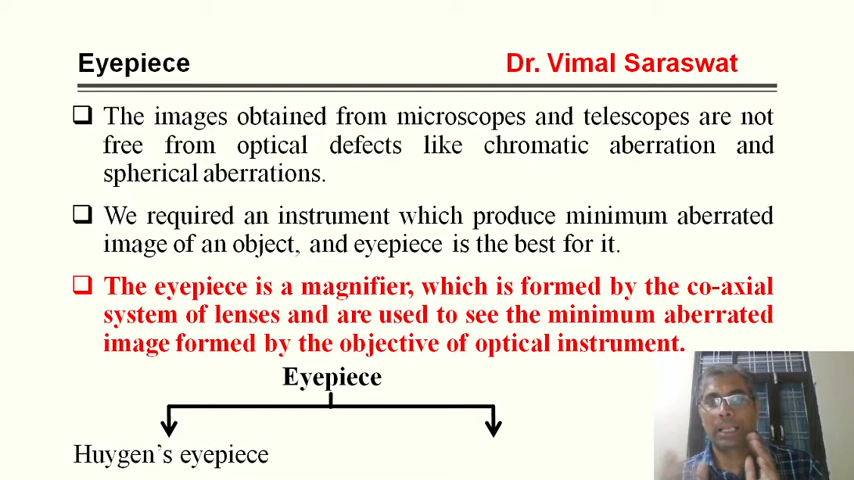 Eyepiece Dr. Vimal Saraswat
The images obtained from microscopes and telescopes are not
free from optical defects like chromatic aberration and
spherical aberrations.
We required an instrument which produce minimum aberrated
image of an object, and eyepiece is the best for it.
The eyepiece is a magnifier, which is formed by the co-axial
system of lenses and are used to see the minimum aberrated
image formed by the objective of optical instrument.
Eyepiece
Huygen's eyepiece